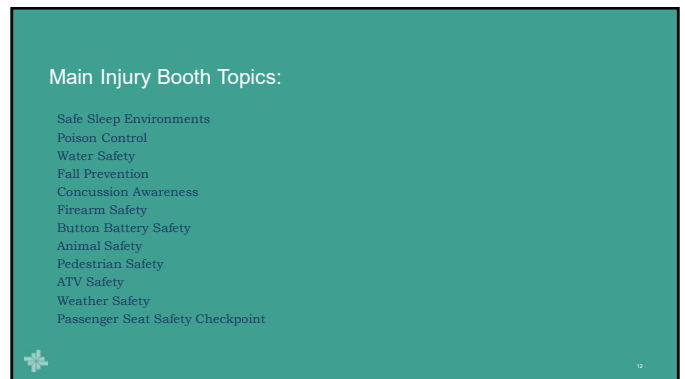 Main Injury Booth Topics:
Safe Sleep Environments
Poison Control
Water Safety
Fall Prevention
Concussion Awareness
Firearm Safety
Button Battery Safety
Animal Safety
Pedestrian Safety
ATV Safety
Weather Safety
Passenger Seat Safety Checkpoint
12